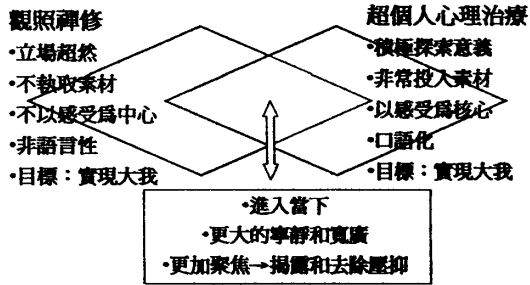 觀照禪修
•立場超然
•不執取素材
•不以感受爲中心
•非語言性
•目標：實現大我
超個人心理治療
•積極探索意義
•非常投入素材
•以感受爲核心
•口語化
•目標：實現大我
•進入當下
•更大的寧靜和寬廣
•更加聚焦→揭露和去除壓抑